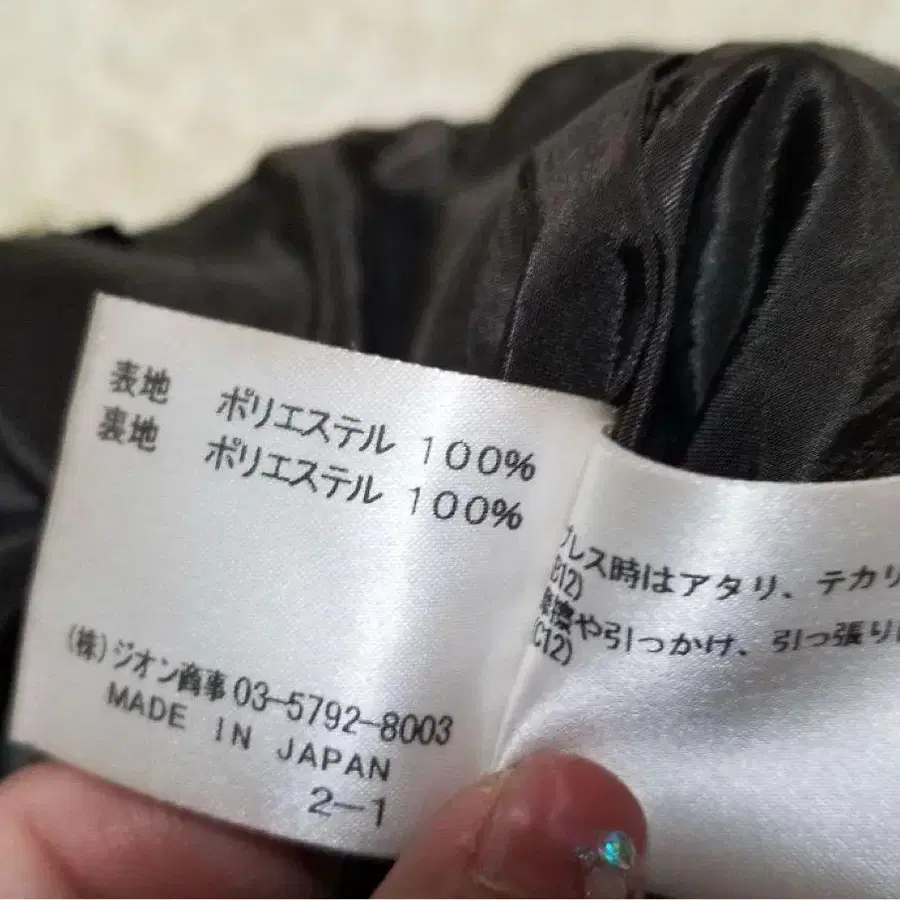 表地 ポリエステル 100%
裏地 ポリエステル 100%
(株)ジオン商事 03-5792-8003
MADE IN JAPAN
2-1
プレス時はアタリ、テカリ
や引っかけ、引っ張り
(C12)